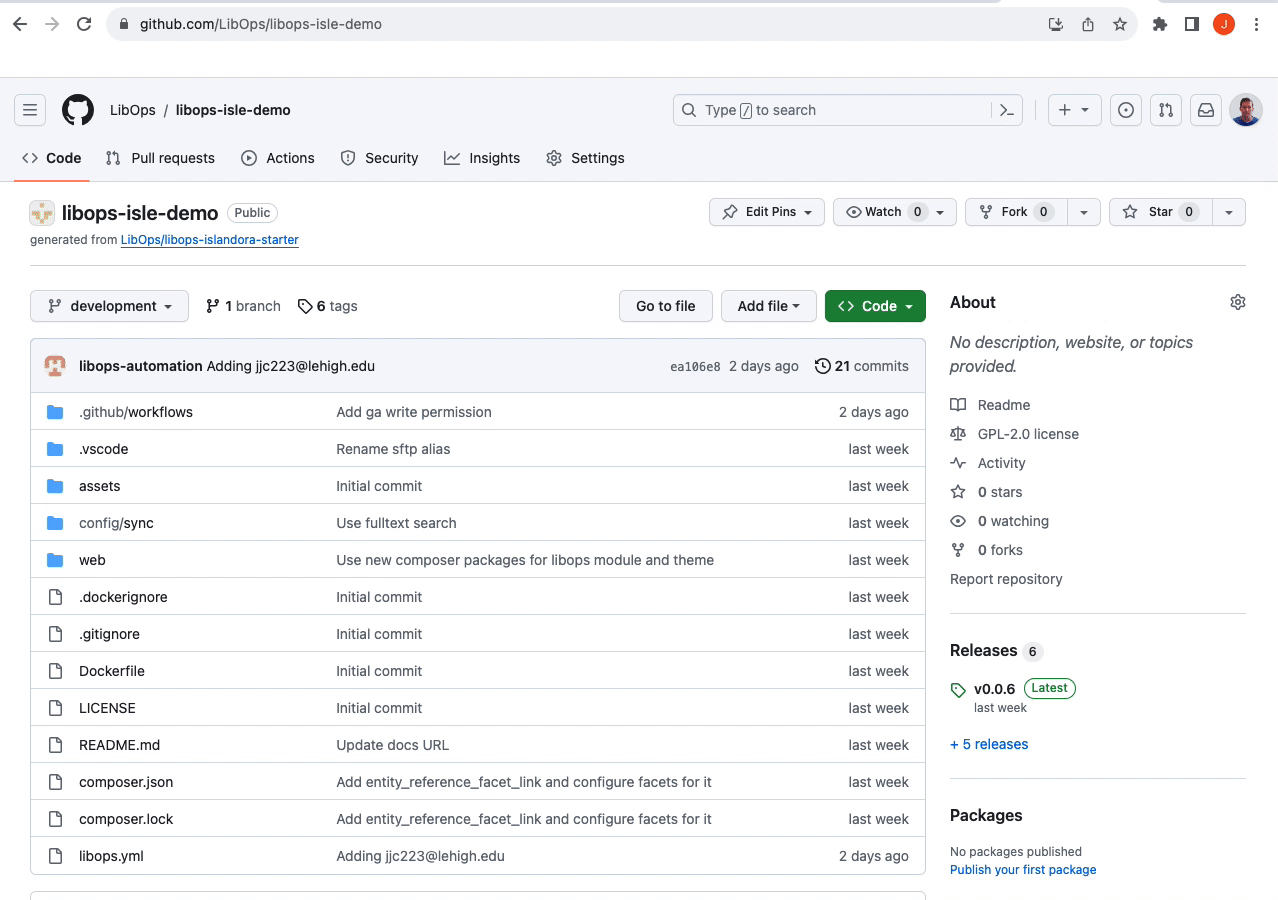 github.com/LibOps/libops-isle-demo
J
LibOps / libops-isle-demo
Type / to search
Code Pull requests Actions Security Insights Settings
libops-isle-demo Public
Edit Pins Watch 0 Fork 0 Star 0
generated from LibOps/libops-islandora-starter
development 1 branch 6 tags Go to file Add file Code
libops-automation Adding jjc223@lehigh.edu ea106e8 2 days ago 21 commits
.github/workflows Add ga write permission 2 days ago
.vscode Rename sftp alias last week
assets Initial commit last week
config/sync Use fulltext search last week
web Use new composer packages for libops module and theme last week
.dockerignore Initial commit last week
.gitignore Initial commit last week
Dockerfile Initial commit last week
LICENSE Initial commit last week
README.md Update docs URL last week
composer.json Add entity_reference_facet_link and configure facets for it last week
composer.lock Add entity_reference_facet_link and configure facets for it last week
libops.yml Adding jjc223@lehigh.edu 2 days ago
About
No description, website, or topics
provided.
Readme
GPL-2.0 license
Activity
0 stars
0 watching
0 forks
Report repository
Releases 6
v0.0.6 Latest
last week
+ 5 releases
Packages
No packages published
Publish your first package